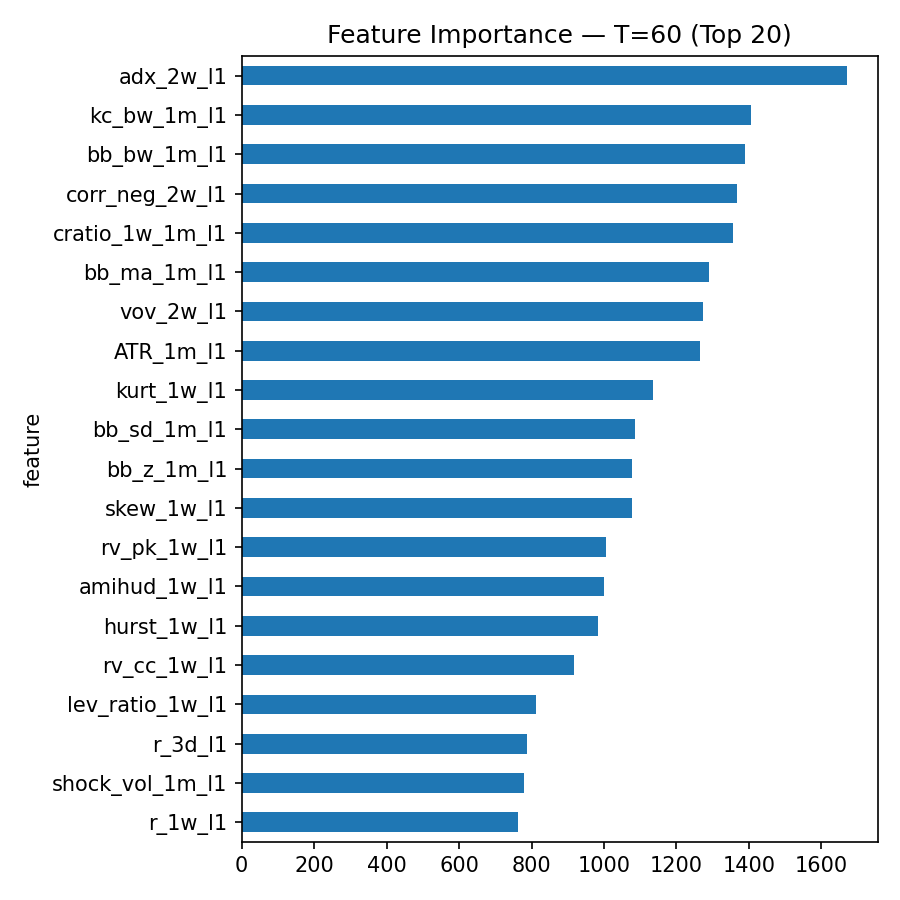 Feature Importance — T=60 (Top 20)
adx_2w_l1
kc_bw_1m_l1
bb_bw_1m_l1
corr_neg_2w_l1
cratio_1w_1m_l1
bb_ma_1m_l1
vov_2w_l1
ATR_1m_l1
kurt_1w_l1
bb_sd_1m_l1
bb_z_1m_l1
skew_1w_l1
rv_pk_1w_l1
amihud_1w_l1
hurst_1w_l1
rv_cc_1w_l1
lev_ratio_1w_l1
r_3d_l1
shock_vol_1m_l1
r_1w_l1
feature
0 200 400 600 800 1000 1200 1400 1600